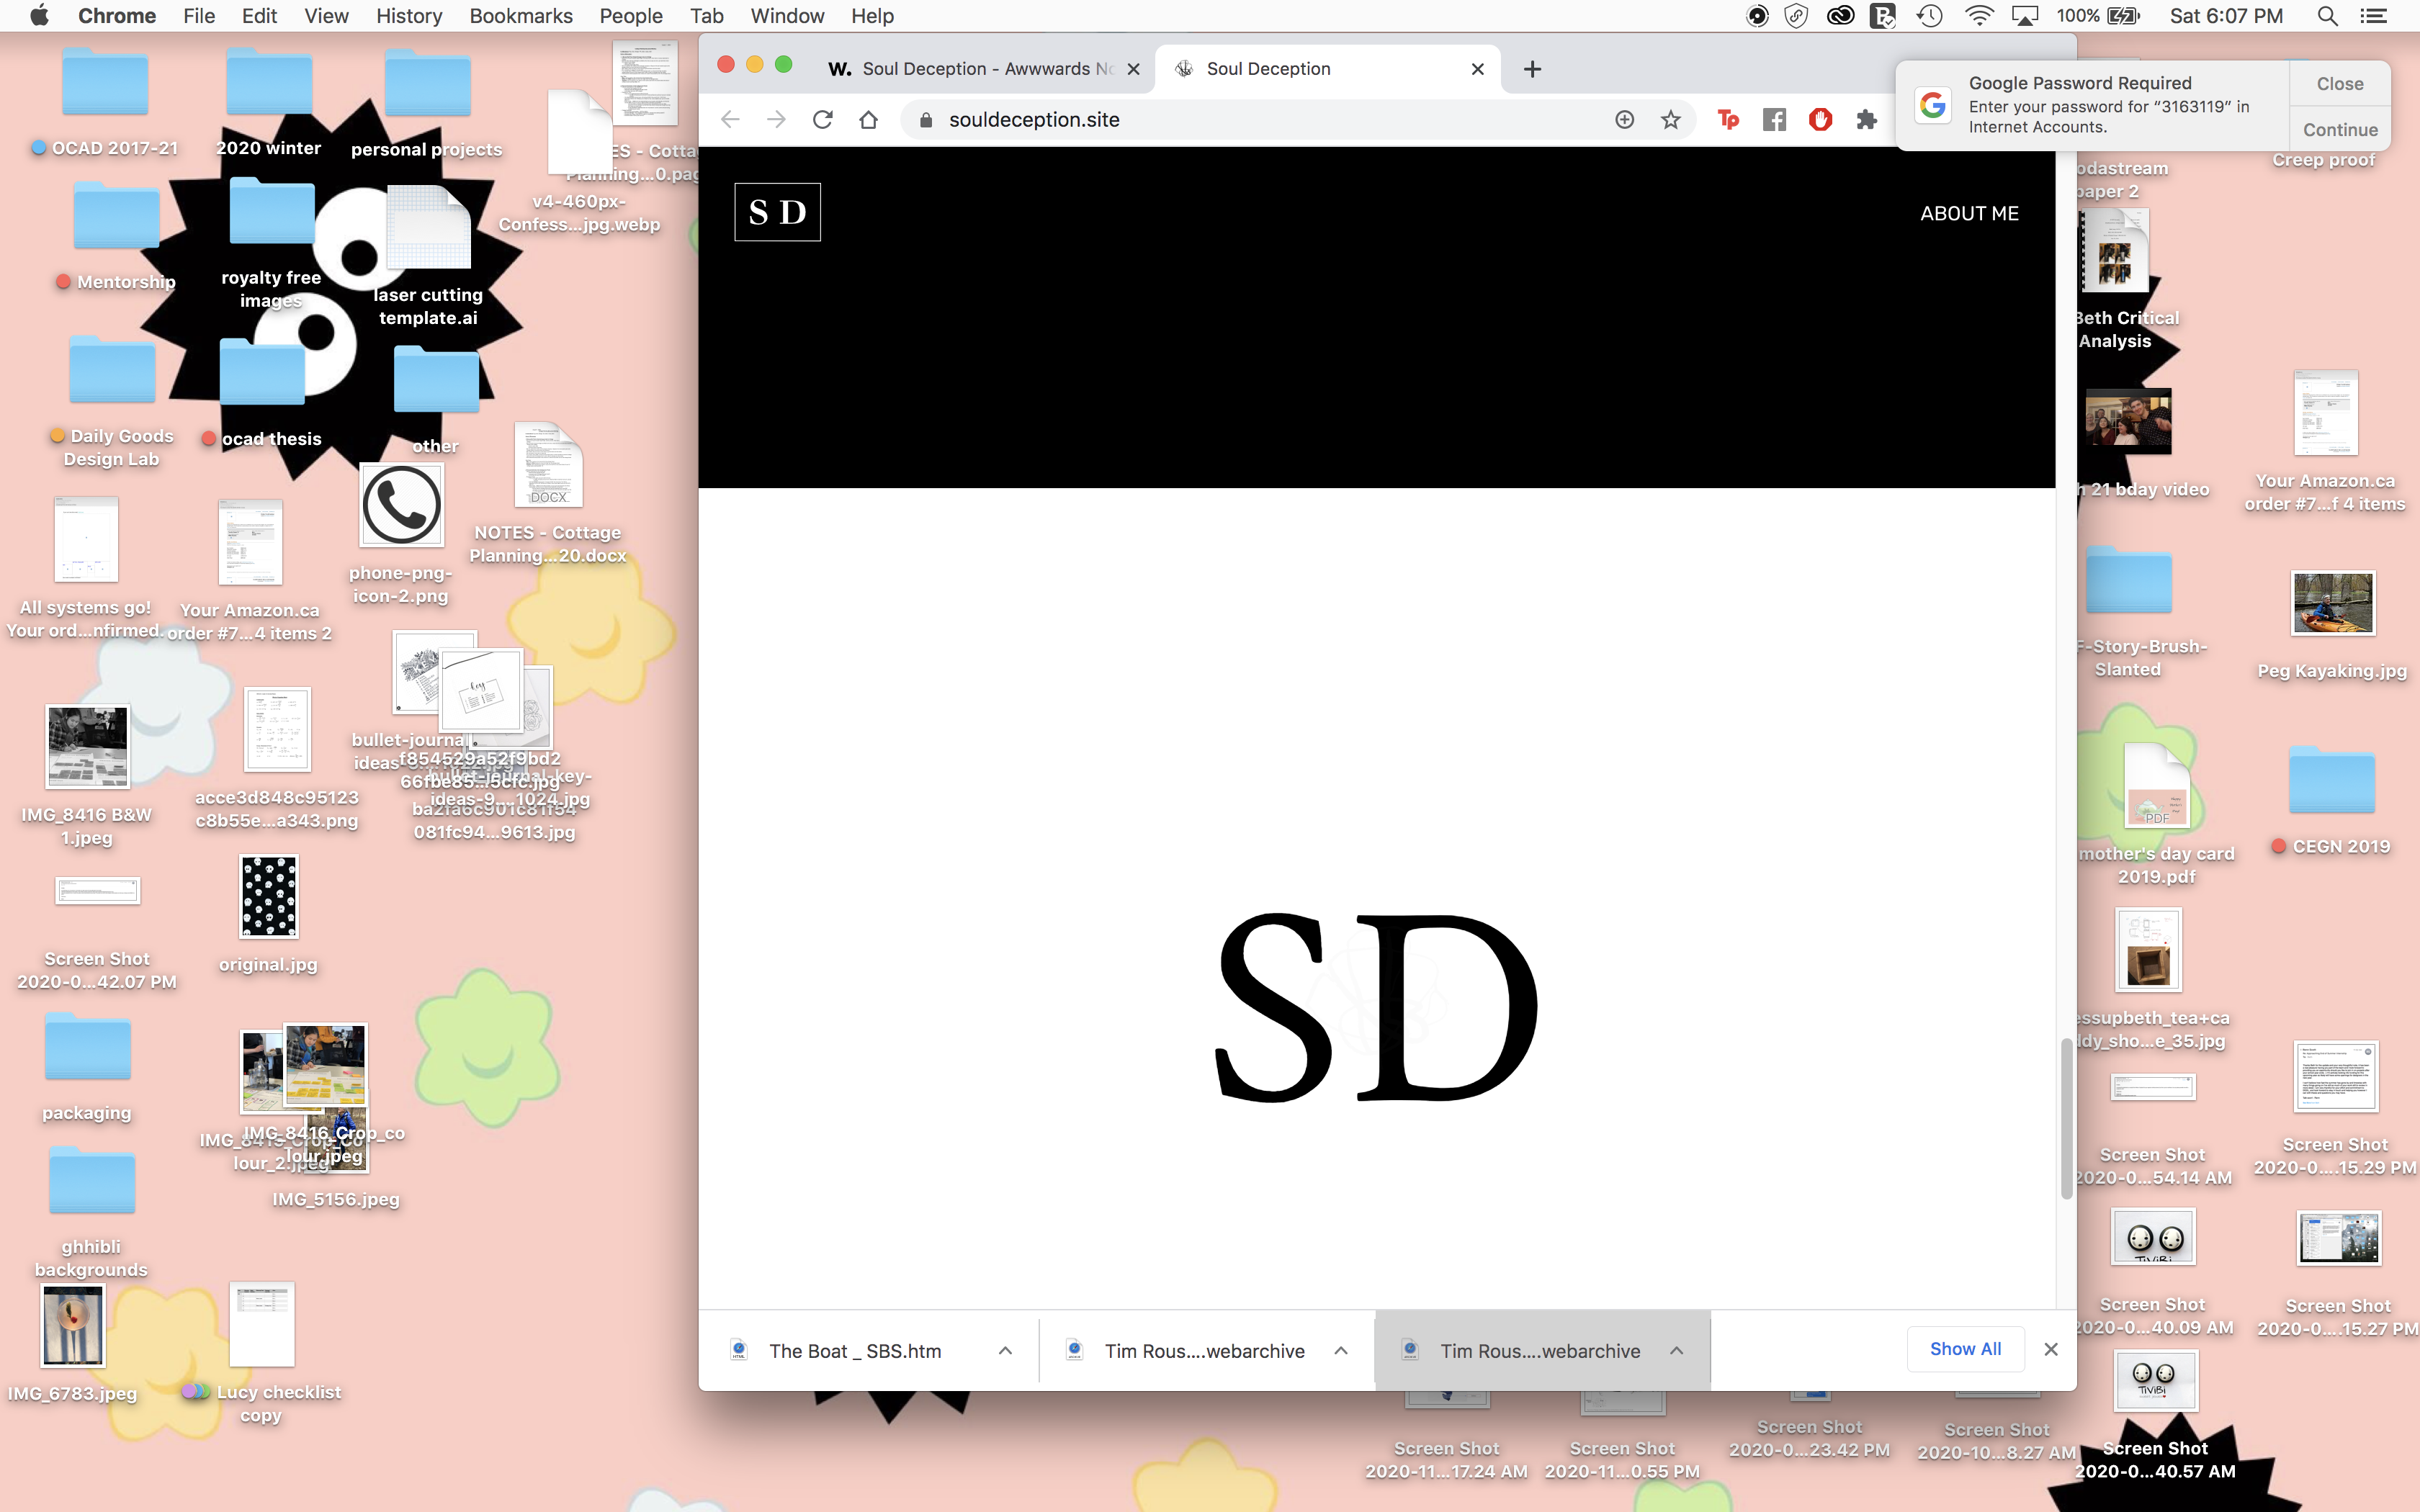 Chrome File Edit View History Bookmarks People Tab Window Help
100% Sat 6:07 PM
W. Soul Deception - Awwwards
Soul Deception
souldeception.site
Tp
Google Password Required
Enter your password for “3163119” in
Internet Accounts.
Close
Continue
S D
ABOUT ME
SD
The Boat _ SBS.htm
Tim Rous....webarchive
Tim Rous....webarchive
Show All
OCAD 2017-21
2020 winter
personal projects
v4-460px-
Confess...jpg.webp
Mentorship
royalty free
images
laser cutting
template.ai
Daily Goods
Design Lab
ocad thesis
other
DOCX
NOTES - Cottage
Planning...20.docx
phone-png-
icon-2.png
All systems go!
Your ord...nfirmed.
Your Amazon.ca
order #7...4 items 2
IMG_8416 B&W
1.jpeg
acce3d848c95123
c8b55e...a343.png
bullet-journal
f854529a52f9bd2
66fbe85...5cfc.jpg
bullet-journal-key-
ideas-9....1024.jpg
081fc94...9613.jpg
Screen Shot
2020-0...42.07 PM
original.jpg
packaging
IMG_8416_Crop_co
lour.jpeg
lour_2.jpeg
IMG_5156.jpeg
ghhibli
backgrounds
IMG_6783.jpeg
Lucy checklist
copy
Creep proof
odastream
paper 2
Beth Critical
Analysis
21 bday video
Your Amazon.ca
order #7...f 4 items
F-Story-Brush-
Slanted
Peg Kayaking.jpg
PDF
mother's day card
2019.pdf
CEGN 2019
essupbeth_tea+ca
ddy_sho...e_35.jpg
Screen Shot
2020-0...54.14 AM
Screen Shot
2020-0....15.29 PM
TiViBi
Screen Shot
2020-0...40.09 AM
Screen Shot
2020-0....15.27 PM
TiViBi
Screen Shot
2020-0...40.57 AM
Screen Shot
2020-11...17.24 AM
Screen Shot
2020-11...0.55 PM
Screen Shot
2020-0...23.42 PM
Screen Shot
2020-10...8.27 AM